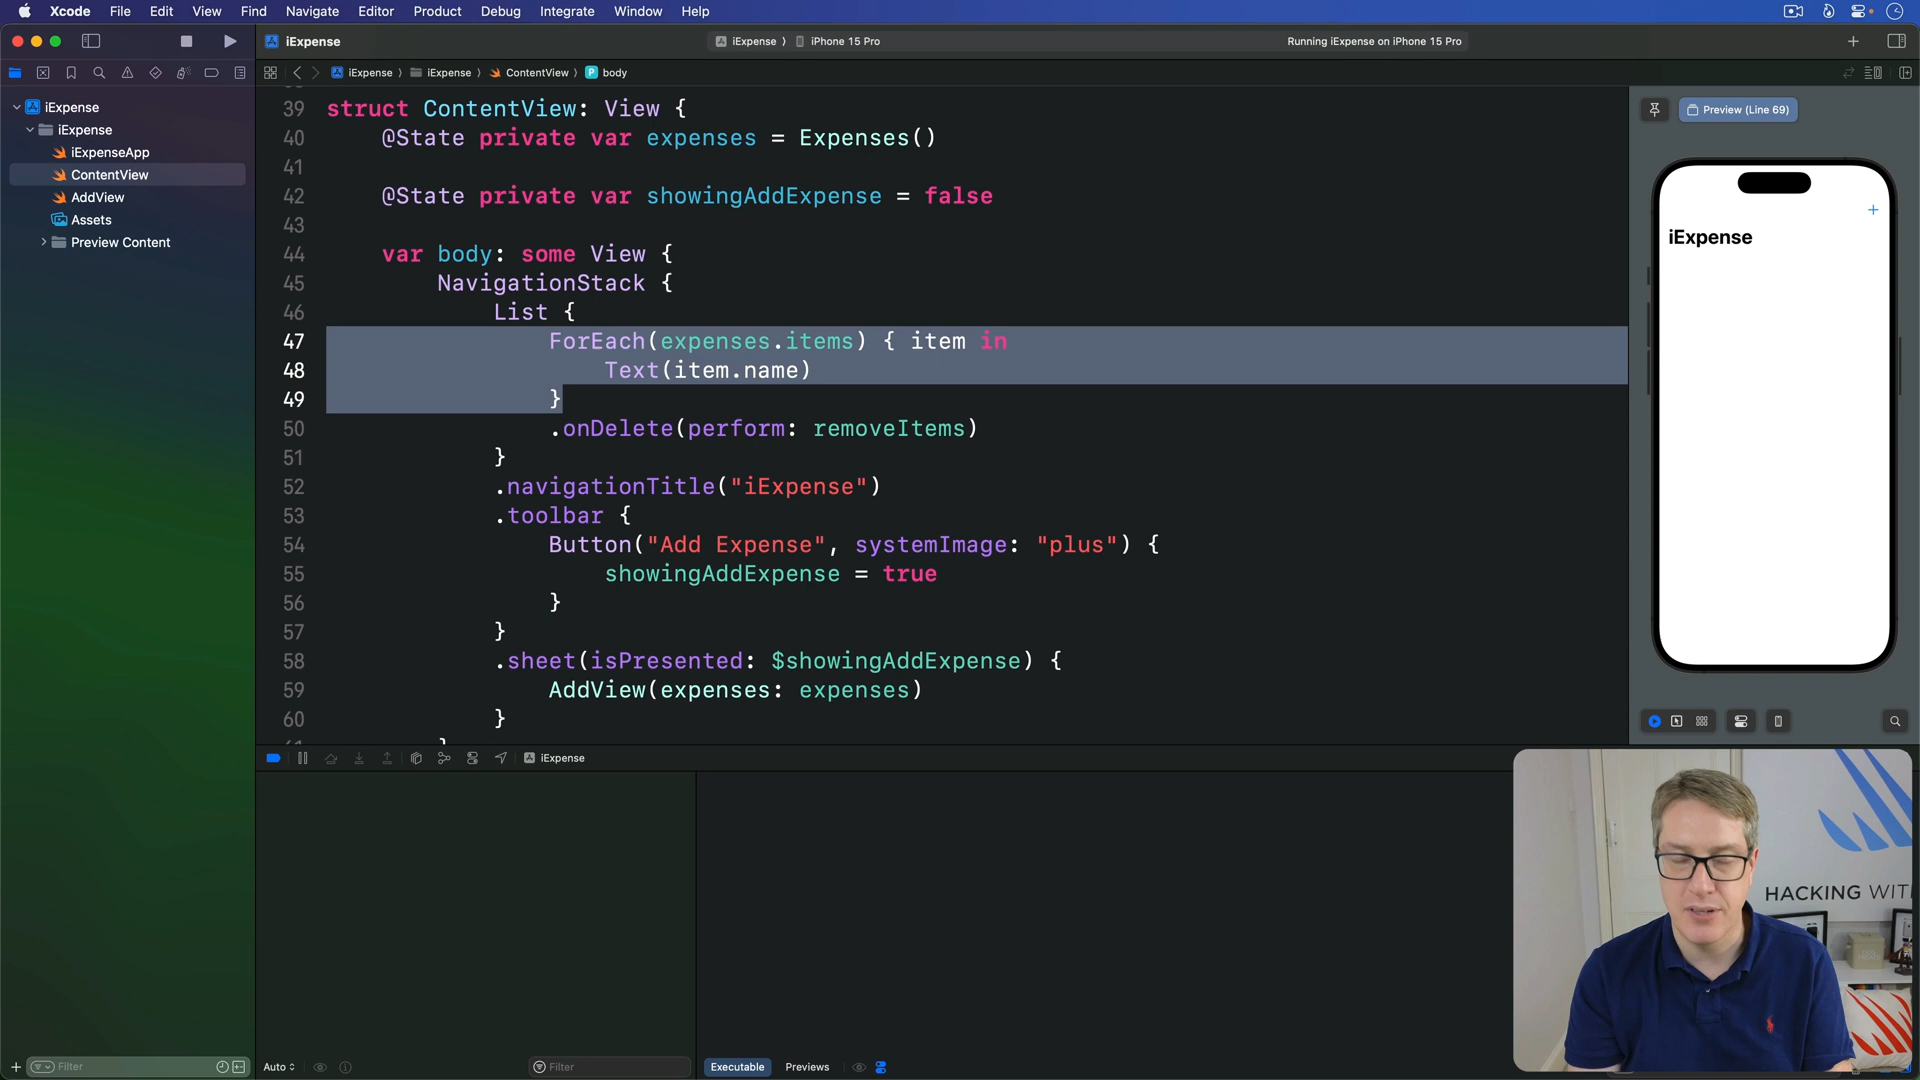 Xcode File Edit View Find Navigate Editor Product Debug Integrate Window Help
iExpense
iExpense iPhone 15 Pro
Running iExpense on iPhone 15 Pro
iExpense iExpense ContentView P body
iExpense
iExpense
iExpenseApp
ContentView
AddView
Assets
Preview Content
39 struct ContentView: View {
40 @State private var expenses = Expenses()
41
42 @State private var showingAddExpense = false
43
44 var body: some View {
45 NavigationStack {
46 List {
47 ForEach(expenses.items) { item in
48 Text(item.name)
49 }
50 .onDelete(perform: removeItems)
51 }
52 .navigationTitle("iExpense")
53 .toolbar {
54 Button("Add Expense", systemImage: "plus") {
55 showingAddExpense = true
56 }
57 }
58 .sheet(isPresented: $showingAddExpense) {
59 AddView(expenses: expenses)
60 }
Preview (Line 69)
iExpense
iExpense
HACKING WIT
Filter
Auto
Filter
Executable Previews